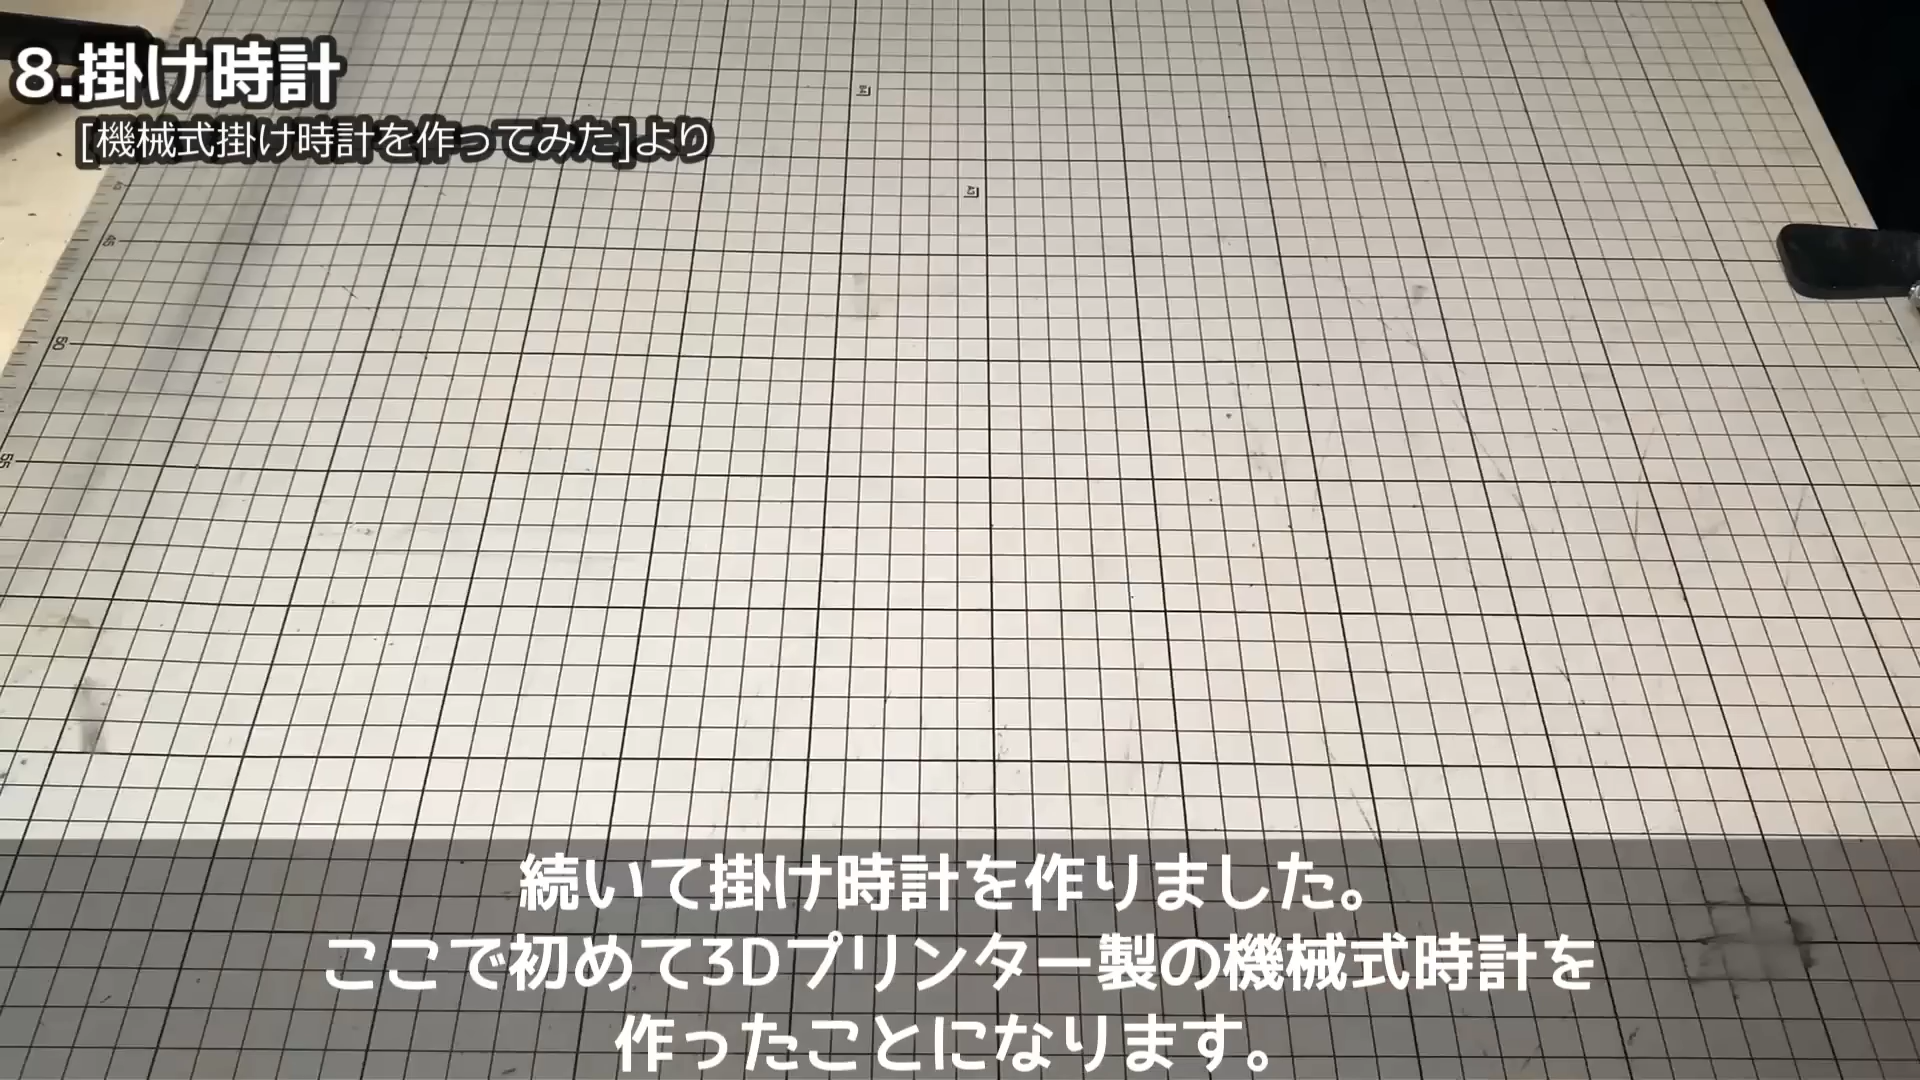 8.掛け時計
[機械式掛け時計を作ってみた]より
45
50
55
続いて掛け時計を作りました。
ここで初めて3Dプリンター製の機械式時計を
作ったことになります。